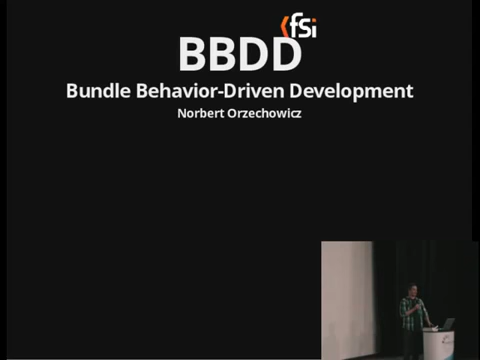 fsi
BBDD
Bundle Behavior-Driven Development
Norbert Orzechowicz